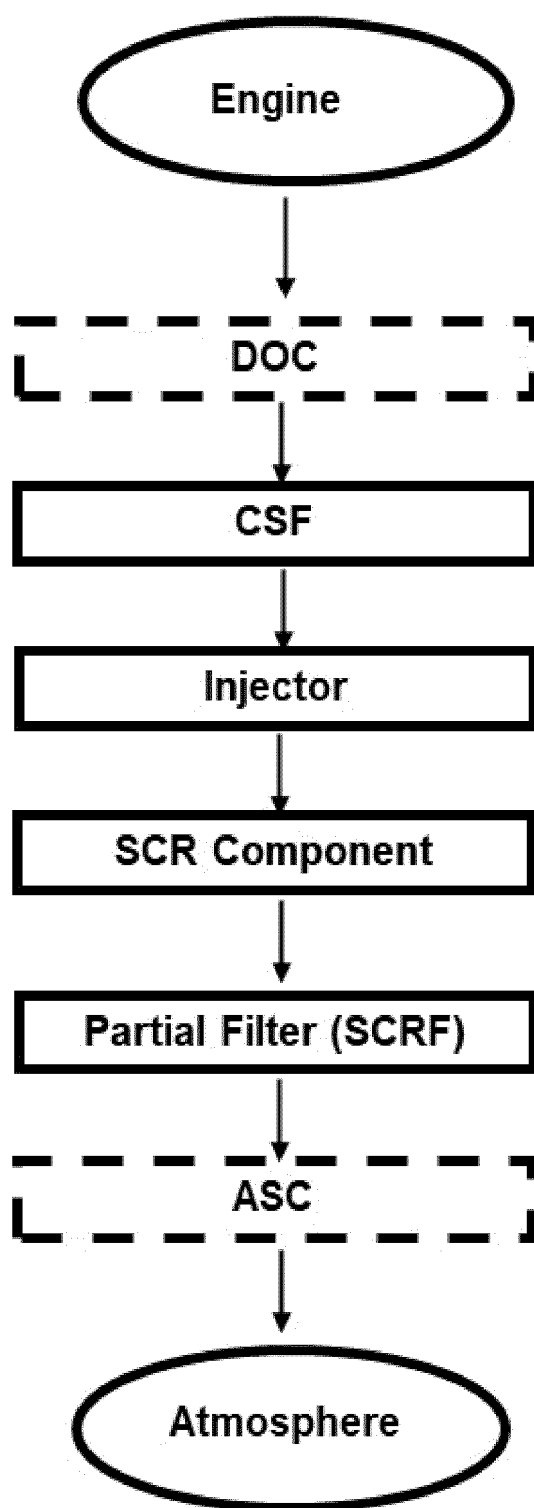 Engine
DOC
CSF
Injector
SCR Component
Partial Filter (SCRF)
ASC
Atmosphere